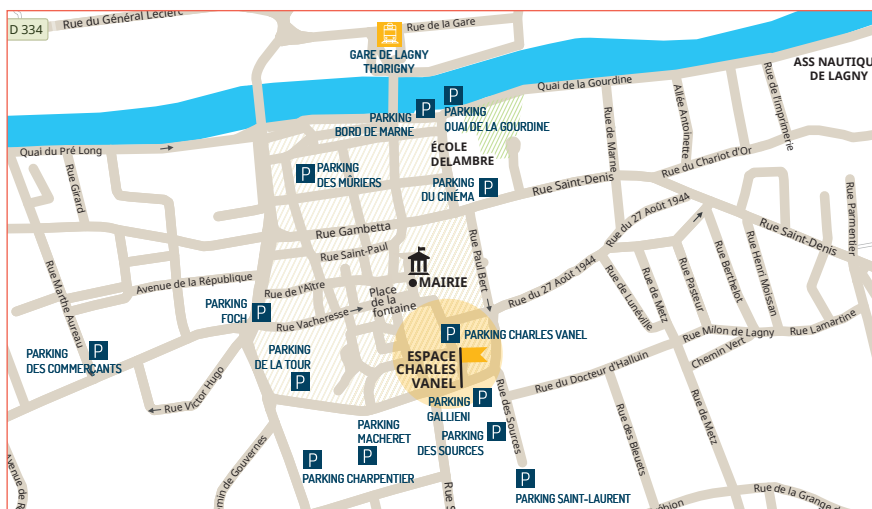 D 334
Rue du Général Leclerc
Rue de la Gare
GARE DE LAGNY
THORIGNY
ASS NAUTIQU
DE LAGNY
Quai de la Gourdine
Rue de l'Imprimerie
P
PARKING
BORD DE MARNE
P
PARKING
QUAI DE LA GOURDINE
Allée Antoinette
Rue de Marne
ÉCOLE
DELAMBRE
Quai du Pré Long
Rue Girard
P
PARKING
DES MÛRIERS
PARKING
DU CINÉMA
P
Rue Saint-Denis
Rue du Chariot d'Or
Rue Parmentier
Rue Saint-Denis
Rue du 27 Août 1944
Rue Gambetta
Rue Saint-Paul
Rue Paul Bert
MAIRIE
Rue du 27 Août 1944
Rue Marthe Aureau
Avenue de la République
Rue de l'Aître
Place
de la
fontaine
Rue Vacheresse
PARKING
FOCH
P
Rue de Lunéville
Rue de Metz
Rue Pasteur
Rue Berthelot
Rue Henri Moissan
Rue Milon de Lagny
Rue Lamartine
Chemin Vert
P
PARKING CHARLES VANEL
ESPACE
CHARLES
VANEL
P
PARKING
DES COMMERÇANTS
PARKING
DE LA TOUR
P
Rue Victor Hugo
Rue du Docteur d'Halluin
PARKING
GALLIENI
P
Rue des Sources
PARKING
DES SOURCES
P
PARKING
MACHERET
P
P
PARKING CHARPENTIER
P
PARKING SAINT-LAURENT
Rue des Bleuets
Rue de Metz
Rue de la Grange d
min de Gouvernes
Avenue de R